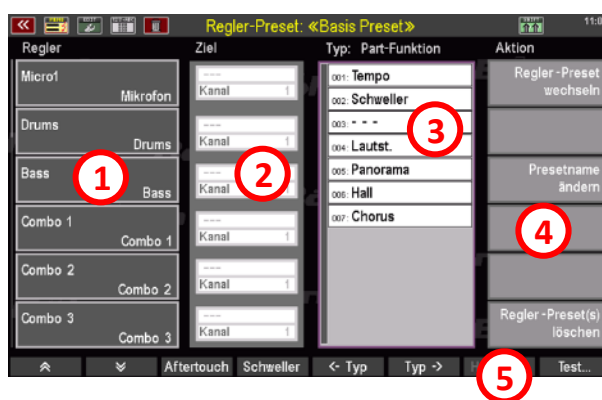 Regler-Preset: «Basis Preset»
11:0
Regler
Ziel
Typ: Part-Funktion
Aktion
Micro1
Mikrofon
Drums
Drums
Bass
Bass
Combo 1
Combo 1
Combo 2
Combo 2
Combo 3
Combo 3
1
---
Kanal 1
---
Kanal 1
---
Kanal
---
Kanal 1
---
Kanal 1
---
Kanal 1
2
001: Tempo
002: Schweller
003: - - -
004: Lautst.
005: Panorama
006: Hall
007: Chorus
3
Regler-Preset
wechseln
Presetname
ändern
4
Regler-Preset(s)
löschen
Aftertouch Schweller <- Typ Typ -> Test...
5